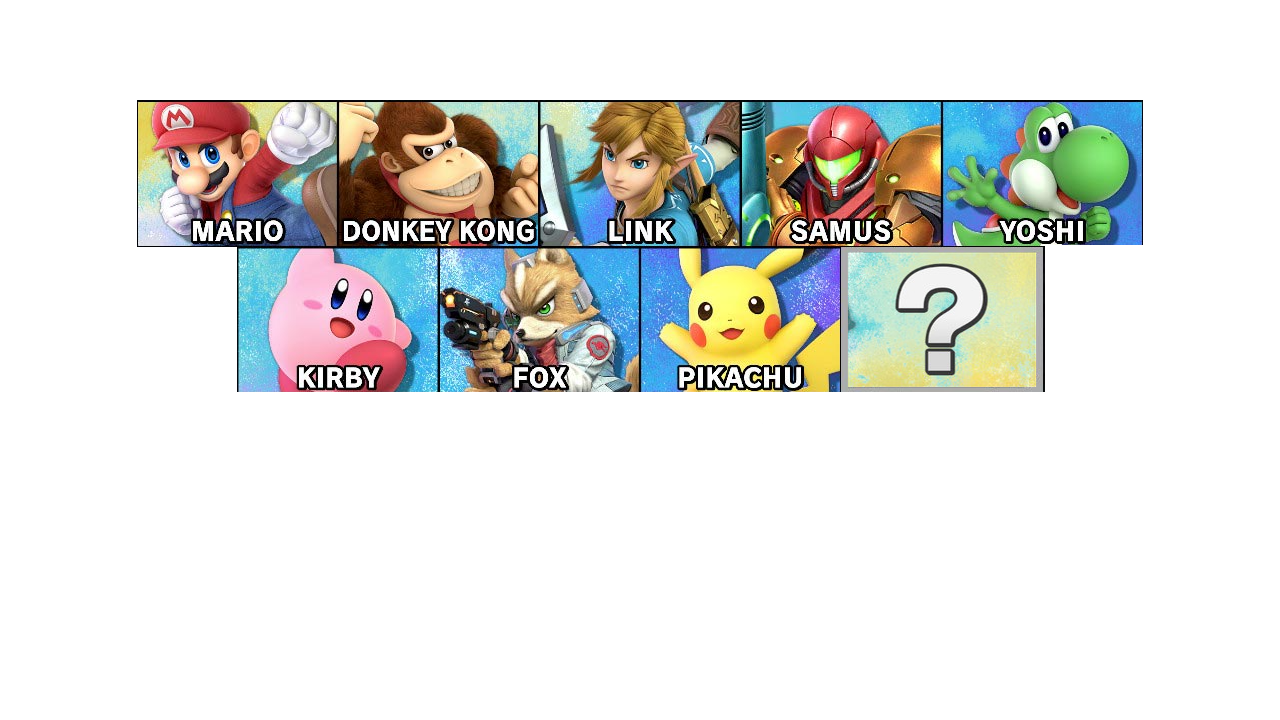 M
MARIO
DONKEY KONG
LINK
SAMUS
YOSHI
KIRBY
FOX
PIKACHU
?